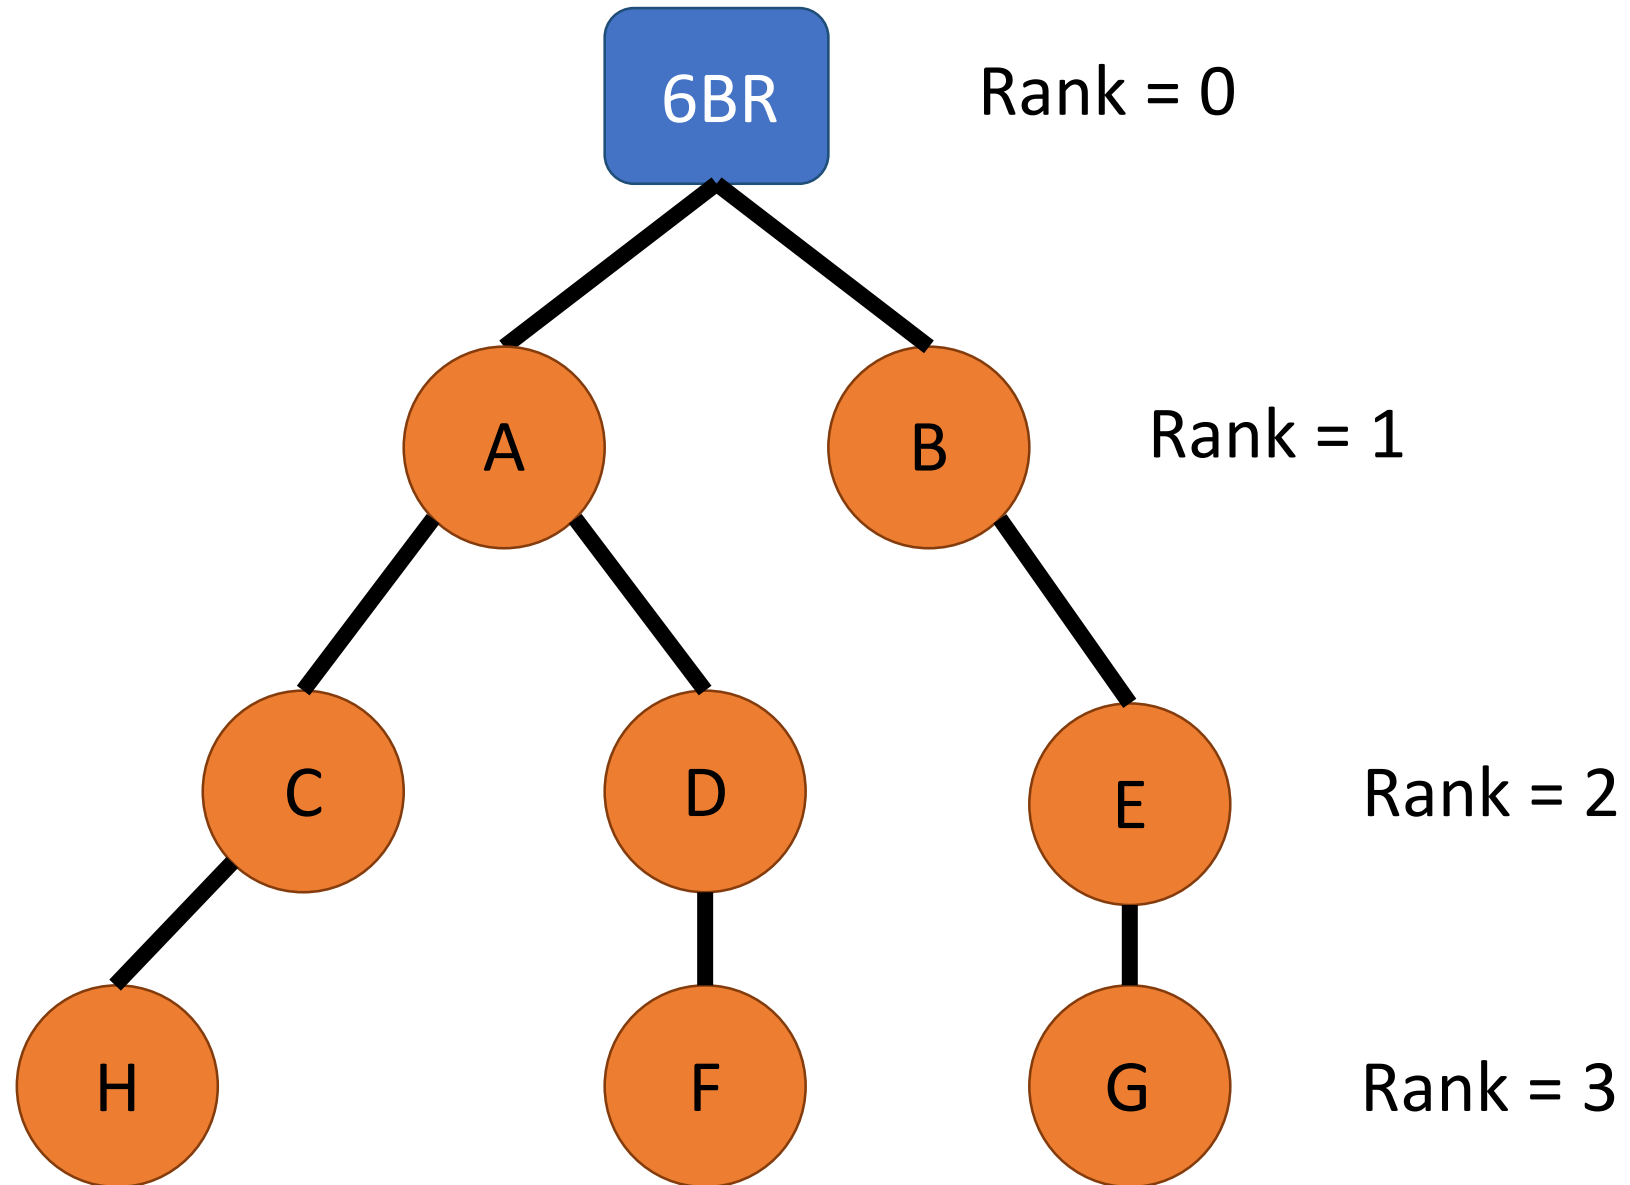 6BR
Rank = 0
A
B
Rank = 1
C
D
E
Rank = 2
H
F
G
Rank = 3